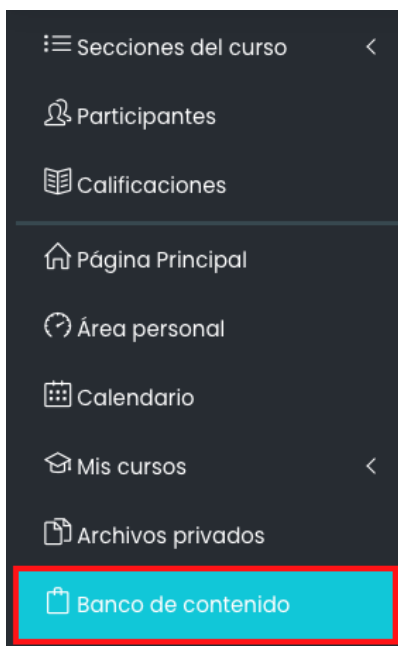 Secciones del curso
Participantes
Calificaciones
Página Principal
Área personal
Calendario
Mis cursos
Archivos privados
Banco de contenido